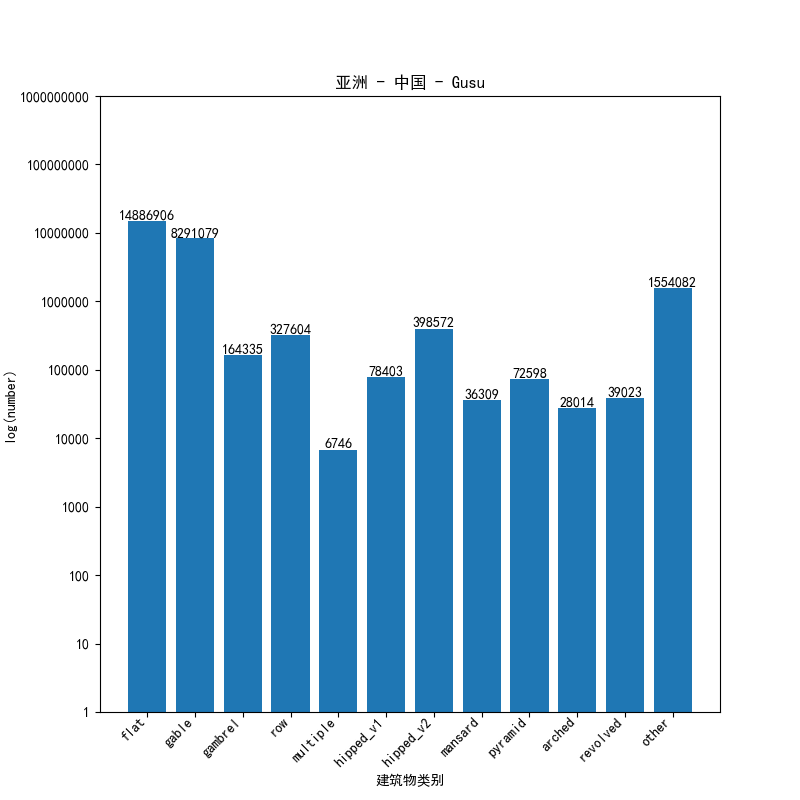 亚洲 - 中国 - Gusu
1000000000
100000000
10000000
1000000
100000
10000
1000
100
10
1
log(number)
14886906
8291079
164335
327604
6746
78403
398572
36309
72598
28014
39023
1554082
flat
gable
gambrel
row
multiple
hipped_v1
hipped_v2
mansard
pyramid
arched
revolved
other
建筑物类别